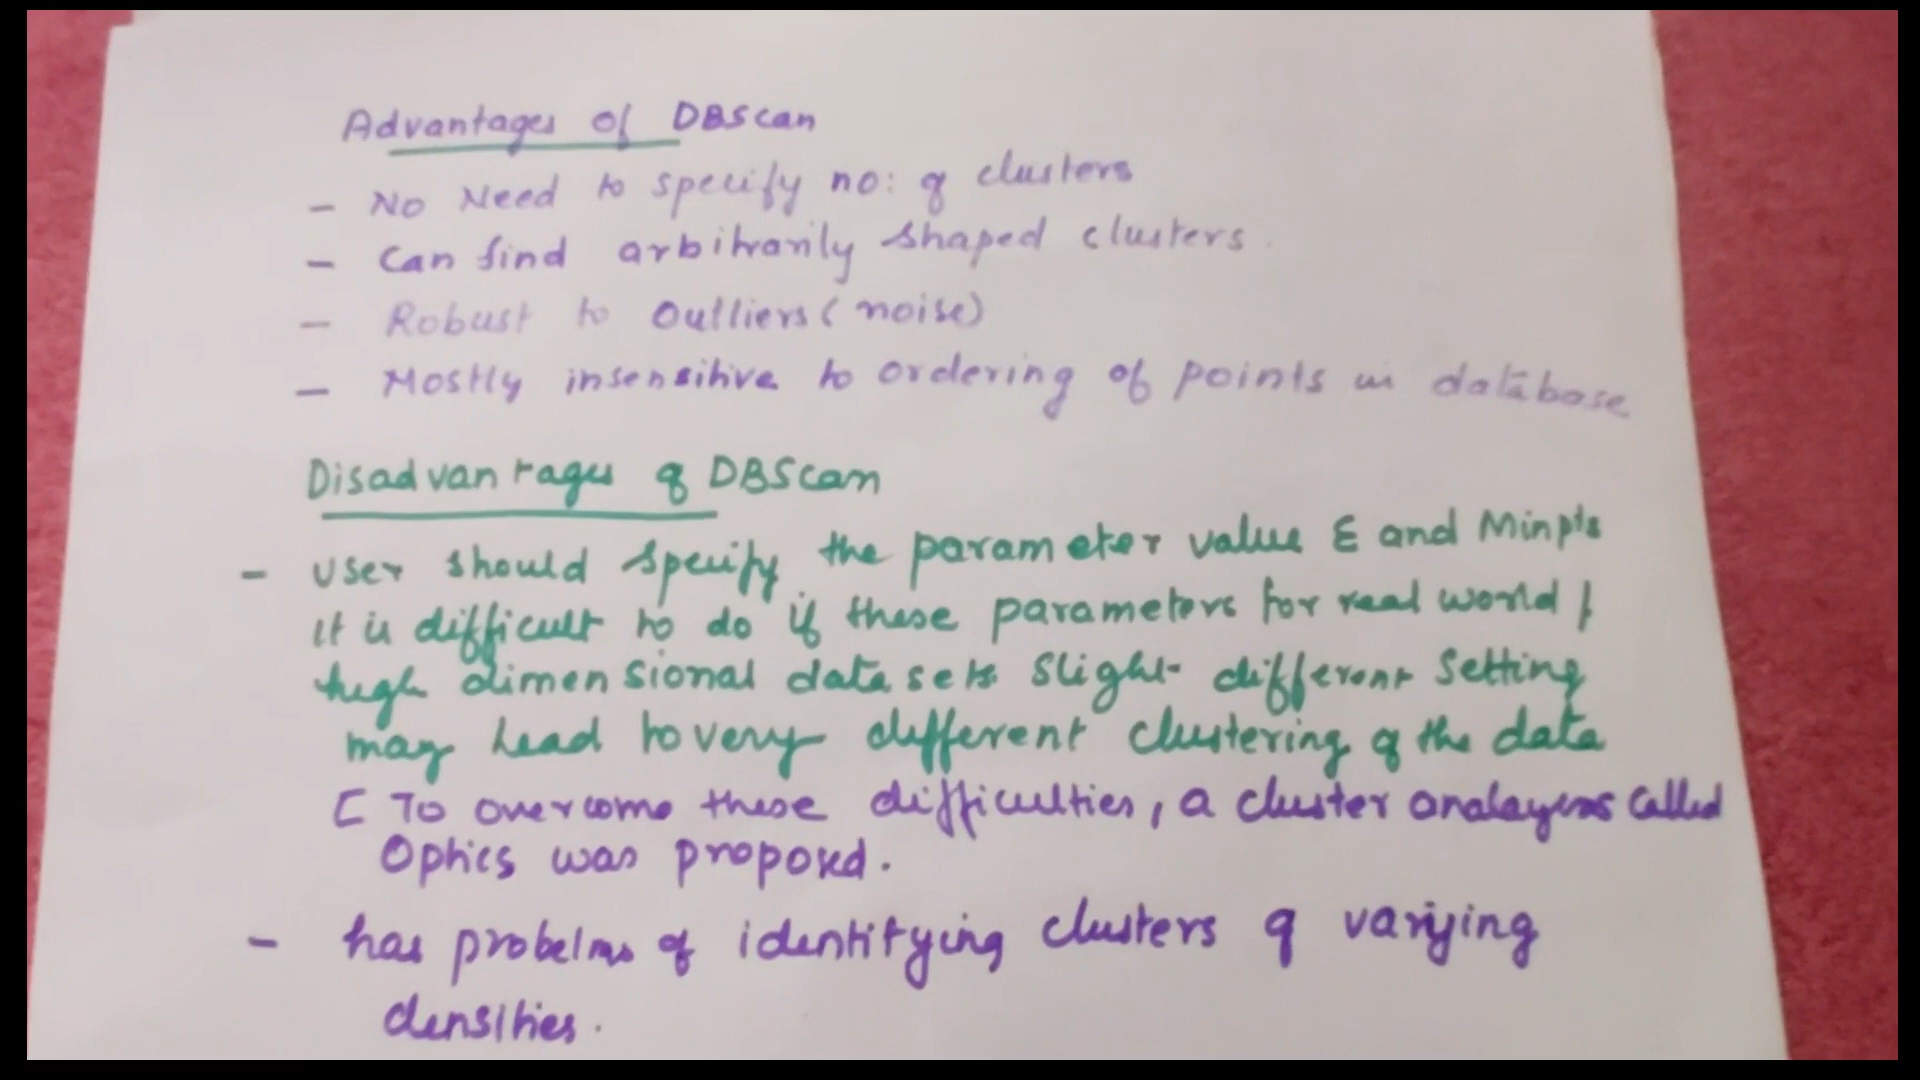 Advantages of DBScan
- No Need to specify no: of clusters
- Can find arbitrarily shaped clusters.
- Robust to Outliers (noise)
- Mostly insensitive to ordering of points in database
Disadvantages of DBScan
- User should specify the parameter value ε and Minpts
it is difficult to do if these parameters for real world /
high dimensional data sets slight different Setting
may lead to very different clustering of the data
[ To overcome these difficulties, a cluster called
Optics was proposed.
- has probelms of identifying clusters of varying
densities.